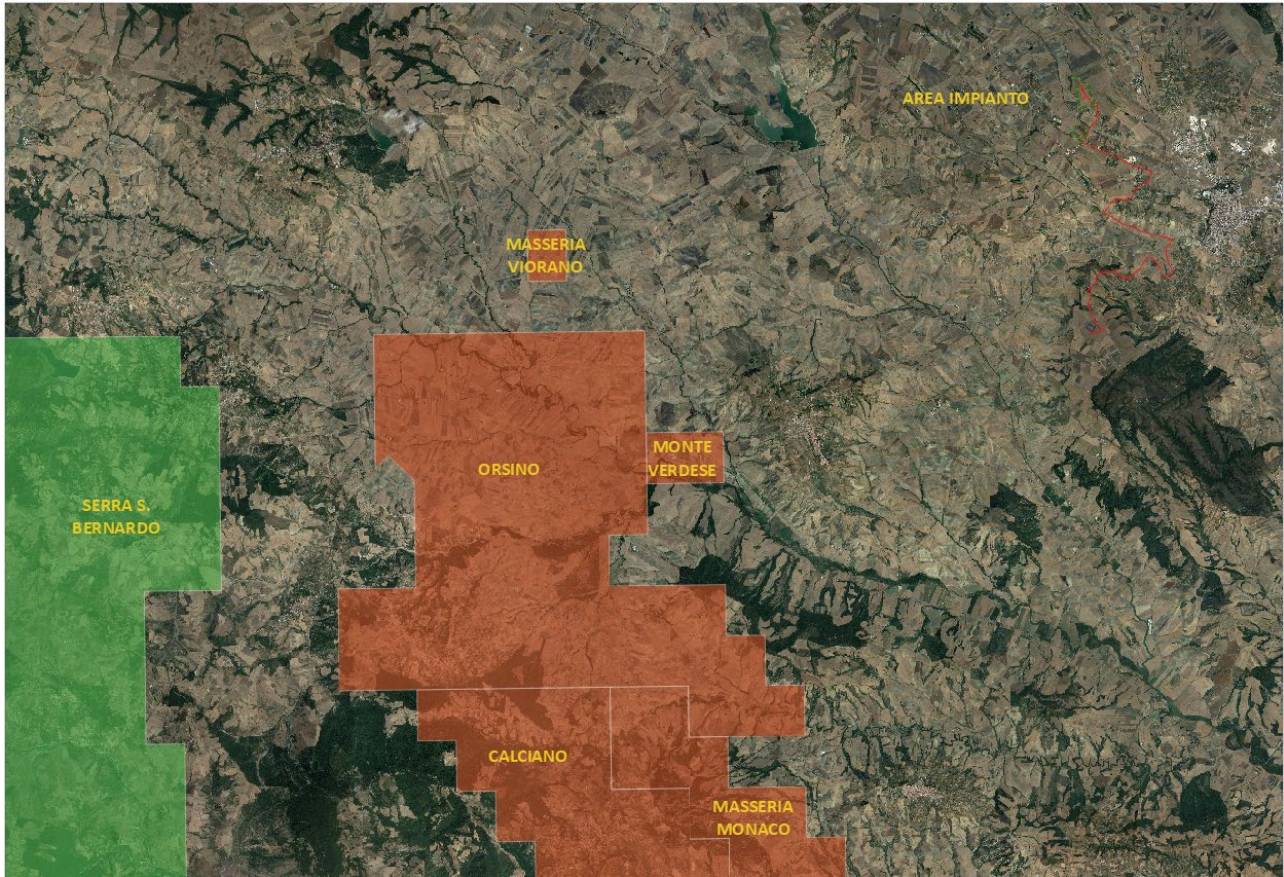 AREA IMPIANTO
MASSERIA
VIORANO
MONTE
VERDESE
ORSINO
SERRA S.
BERNARDO
CALCIANO
MASSERIA
MONACO